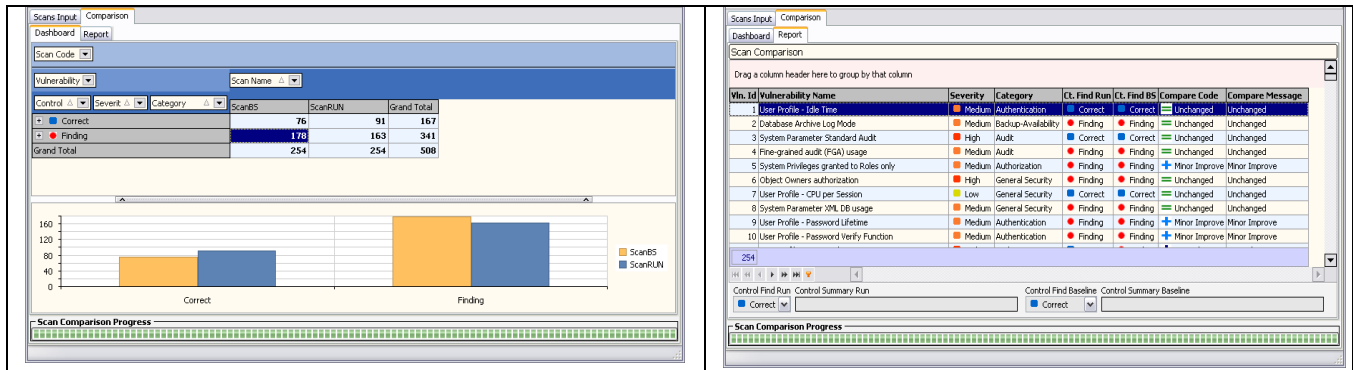 Scans Input Comparison
Dashboard Report
Scan Code
Vulnerability Scan Name
Control Severit Category ScanBS ScanRUN Grand Total
Correct 76 91 167
Finding 178 163 341
Grand Total 254 254 508
160
120
80
40
0
Correct Finding
ScanBS
ScanRUN
Scan Comparison Progress
Scans Input Comparison
Dashboard Report
Scan Comparison
Drag a column header here to group by that column
Vln. Id Vulnerability Name Severity Category Ct. Find Run Ct. Find BS Compare Code Compare Message
1 User Profile - Idle Time Medium Authentication Correct Correct Unchanged Unchanged
2 Database Archive Log Mode Medium Backup-Availability Finding Finding Unchanged Unchanged
3 System Parameter Standard Audit High Audit Correct Correct Unchanged Unchanged
4 Fine-grained audit (FGA) usage Medium Audit Finding Finding Unchanged Unchanged
5 System Privileges granted to Roles only Medium Authorization Finding Finding Minor Improve Minor Improve
6 Object Owners authorization High General Security Finding Finding Unchanged Unchanged
7 User Profile - CPU per Session Low General Security Correct Correct Unchanged Unchanged
8 System Parameter XML DB usage Medium General Security Finding Finding Unchanged Unchanged
9 User Profile - Password Lifetime Medium Authentication Finding Finding Minor Improve Minor Improve
10 User Profile - Password Verify Function Medium Authentication Finding Finding Minor Improve Minor Improve
254
Control Find Run Control Summary Run Control Find Baseline Control Summary Baseline
Correct Correct
Scan Comparison Progress